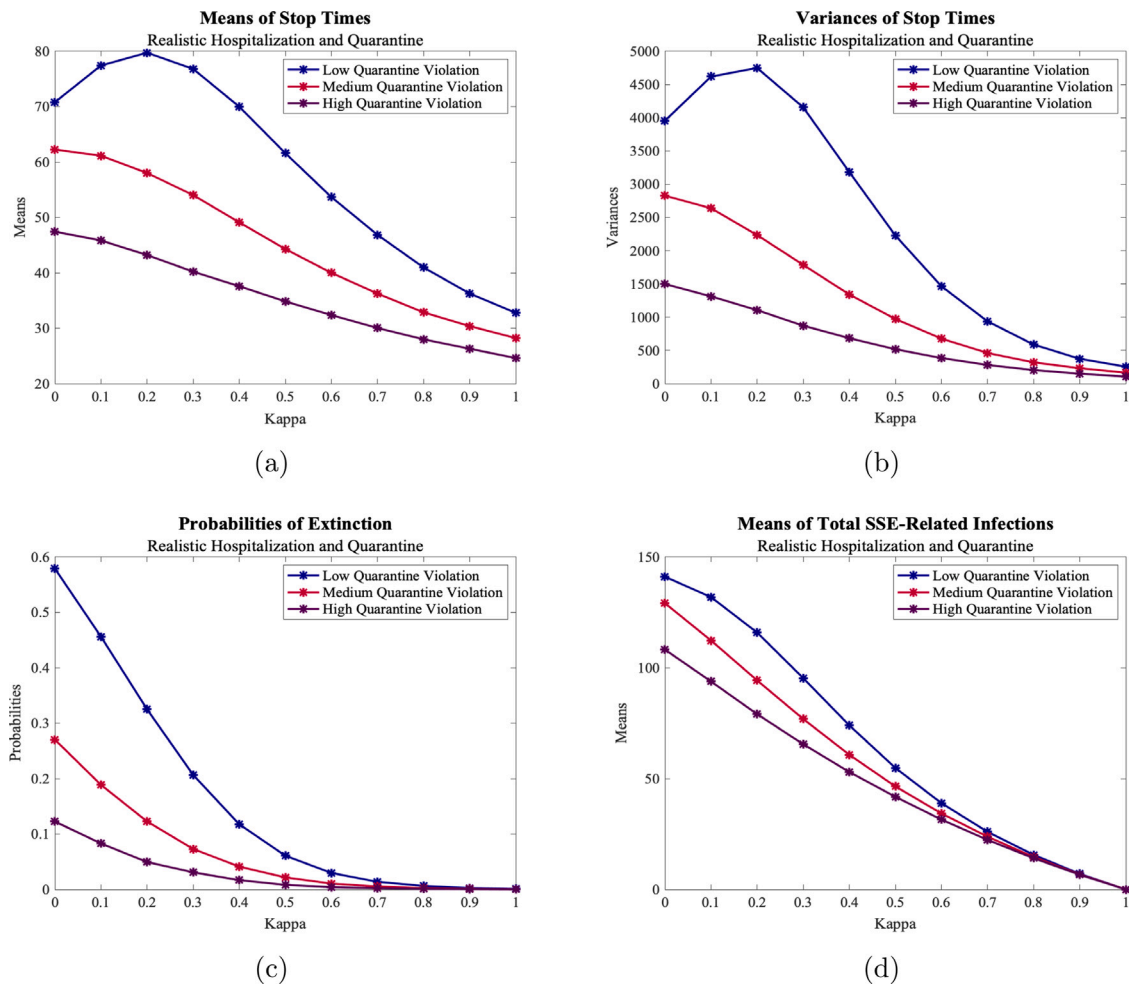 Means of Stop Times
Realistic Hospitalization and Quarantine
80
70
60
50
40
30
20
Means
Low Quarantine Violation
Medium Quarantine Violation
High Quarantine Violation
0 0.1 0.2 0.3 0.4 0.5 0.6 0.7 0.8 0.9 1
Kappa
(a)
Variances of Stop Times
Realistic Hospitalization and Quarantine
5000
4500
4000
3500
3000
2500
2000
1500
1000
500
0
Variances
Low Quarantine Violation
Medium Quarantine Violation
High Quarantine Violation
0 0.1 0.2 0.3 0.4 0.5 0.6 0.7 0.8 0.9 1
Kappa
(b)
Probabilities of Extinction
Realistic Hospitalization and Quarantine
0.6
0.5
0.4
0.3
0.2
0.1
0
Probabilities
Low Quarantine Violation
Medium Quarantine Violation
High Quarantine Violation
0 0.1 0.2 0.3 0.4 0.5 0.6 0.7 0.8 0.9 1
Kappa
(c)
Means of Total SSE-Related Infections
Realistic Hospitalization and Quarantine
150
100
50
0
Means
Low Quarantine Violation
Medium Quarantine Violation
High Quarantine Violation
0 0.1 0.2 0.3 0.4 0.5 0.6 0.7 0.8 0.9 1
Kappa
(d)